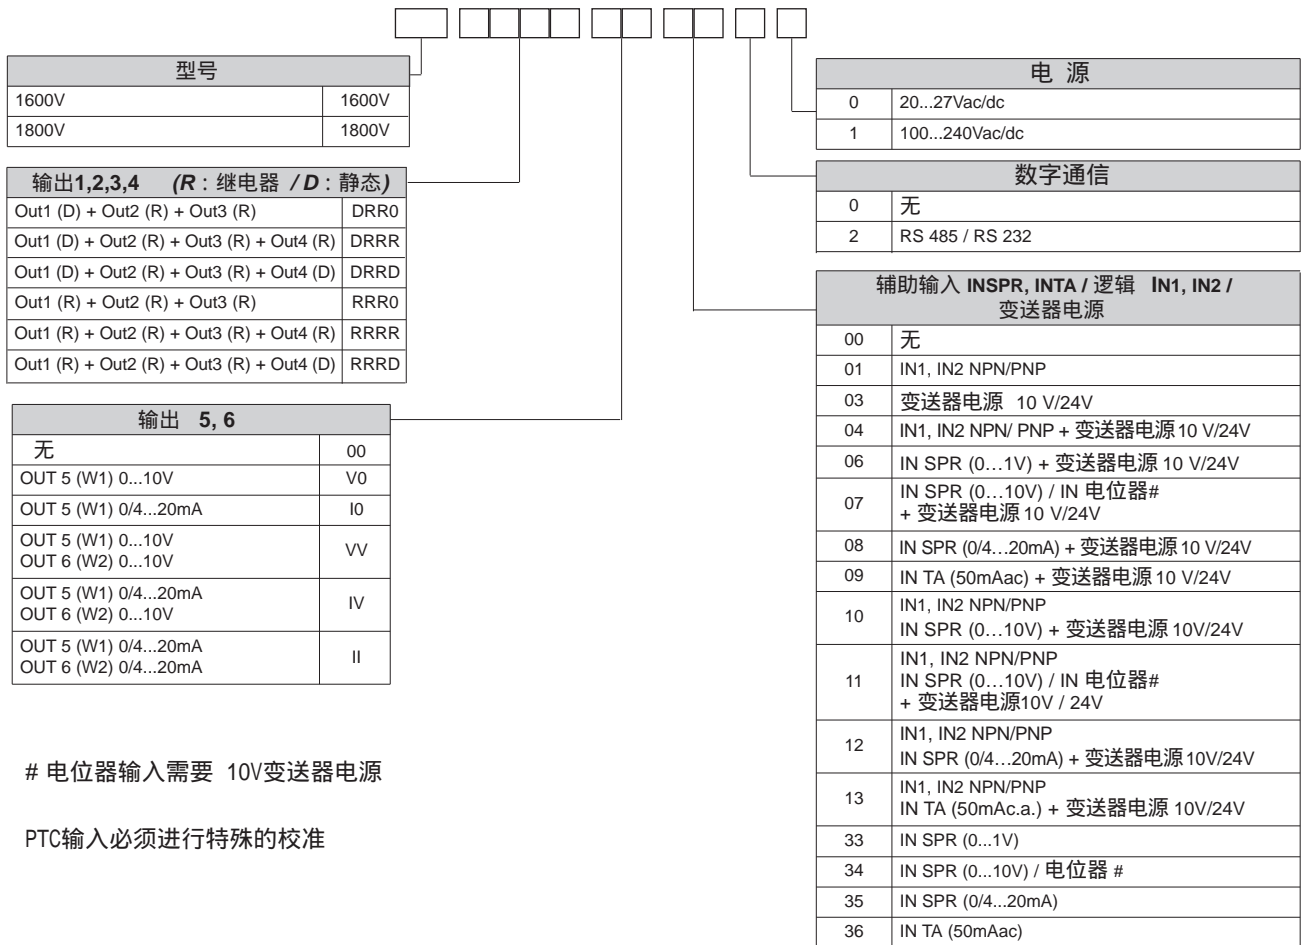 型号
1600V 1600V
1800V 1800V
输出1,2,3,4 (R : 继电器 / D : 静态)
Out1 (D) + Out2 (R) + Out3 (R) DRR0
Out1 (D) + Out2 (R) + Out3 (R) + Out4 (R) DRRR
Out1 (D) + Out2 (R) + Out3 (R) + Out4 (D) DRRD
Out1 (R) + Out2 (R) + Out3 (R) RRR0
Out1 (R) + Out2 (R) + Out3 (R) + Out4 (R) RRRR
Out1 (R) + Out2 (R) + Out3 (R) + Out4 (D) RRRD
输出 5, 6
无 00
OUT 5 (W1) 0...10V V0
OUT 5 (W1) 0/4...20mA I0
OUT 5 (W1) 0...10V
OUT 6 (W2) 0...10V
VV
OUT 5 (W1) 0/4...20mA
OUT 6 (W2) 0...10V
IV
OUT 5 (W1) 0/4...20mA
OUT 6 (W2) 0/4...20mA
II
# 电位器输入需要 10V变送器电源
PTC输入必须进行特殊的校准
电 源
0 20...27Vac/dc
1 100...240Vac/dc
数字通信
0 无
2 RS 485 / RS 232
辅助输入 INSPR, INTA / 逻辑 IN1, IN2 /
变送器电源
00 无
01 IN1, IN2 NPN/PNP
03 变送器电源 10 V/24V
04 IN1, IN2 NPN/ PNP + 变送器电源10 V/24V
06 IN SPR (0…1V) + 变送器电源 10 V/24V
07
IN SPR (0…10V) / IN 电位器#
+ 变送器电源 10 V/24V
08 IN SPR (0/4…20mA) + 变送器电源 10 V/24V
09 IN TA (50mAac) + 变送器电源 10 V/24V
10
IN1, IN2 NPN/PNP
IN SPR (0…10V) + 变送器电源 10V/24V
11
IN1, IN2 NPN/PNP
IN SPR (0…10V) / IN 电位器#
+ 变送器电源10V / 24V
12
IN1, IN2 NPN/PNP
IN SPR (0/4…20mA) + 变送器电源10V/24V
13
IN1, IN2 NPN/PNP
IN TA (50mAc.a.) + 变送器电源 10V/24V
33 IN SPR (0...1V)
34 IN SPR (0...10V) / 电位器 #
35 IN SPR (0/4...20mA)
36 IN TA (50mAac)